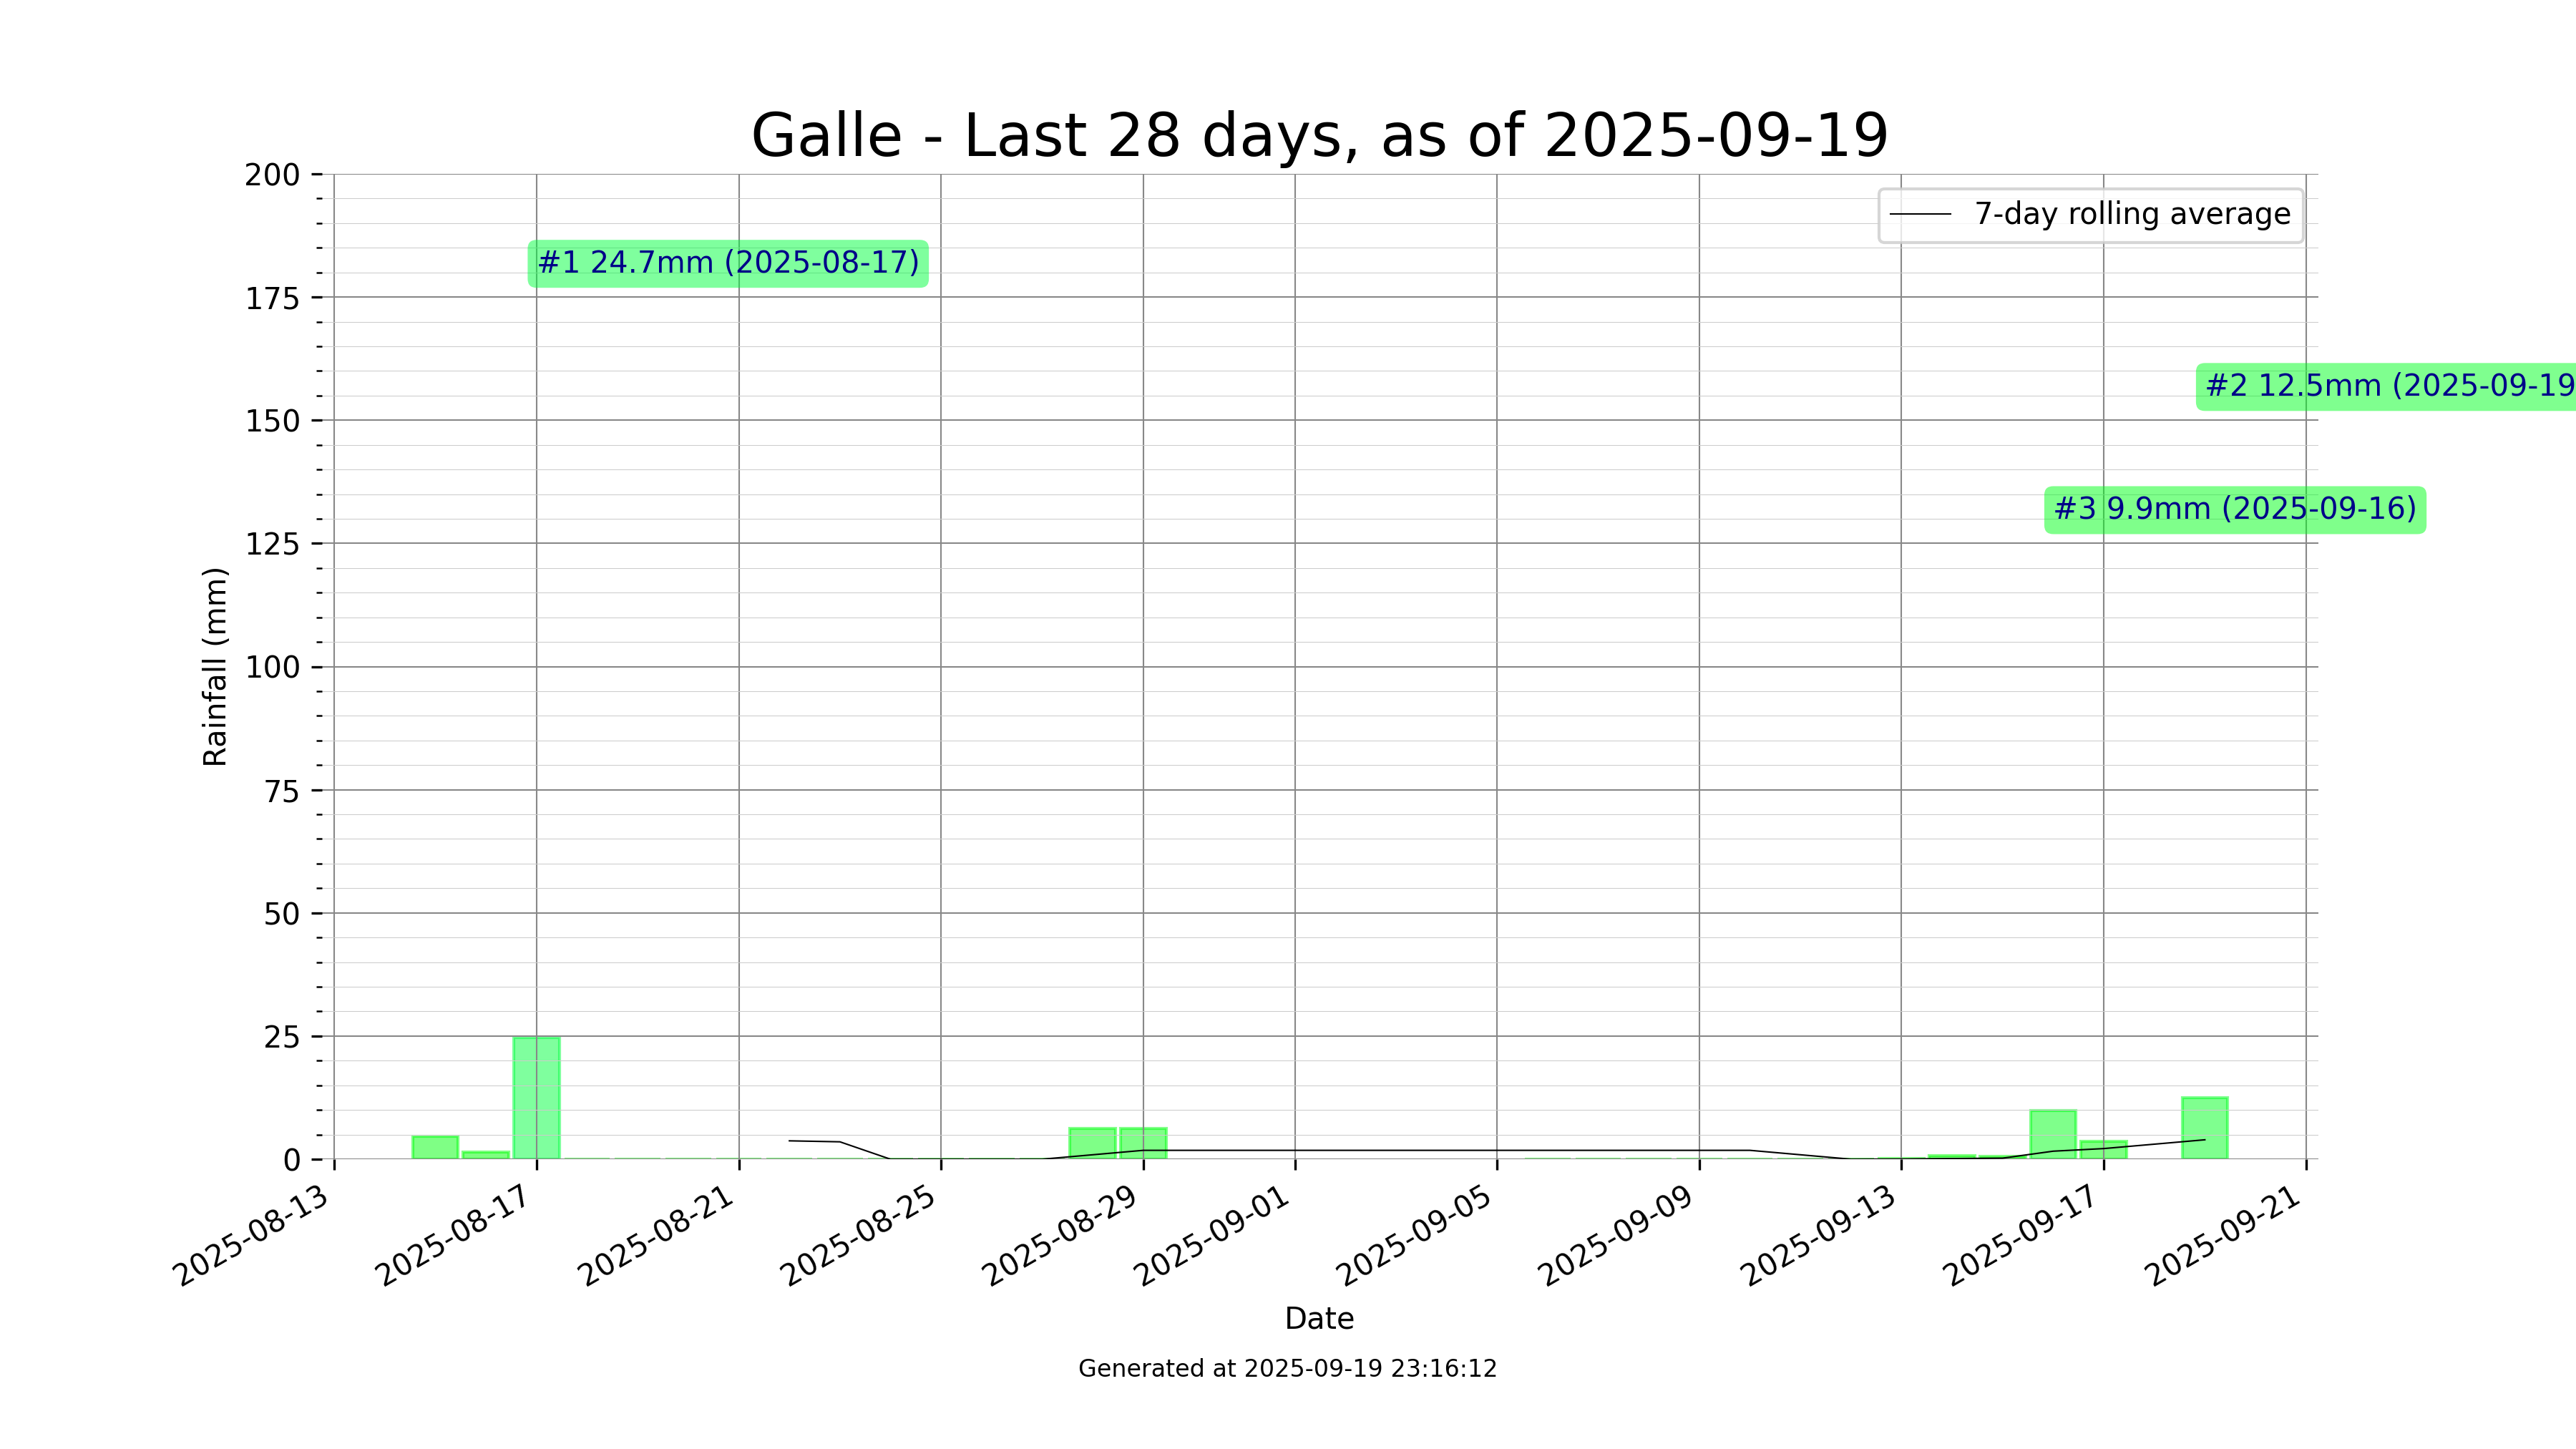 Galle - Last 28 days, as of 2025-09-19
200
7-day rolling average
#1 24.7mm (2025-08-17)
175
#2 12.5mm (2025-09-19
150
#3 9.9mm (2025-09-16)
125
100
75
50
25
0
Rainfall (mm)
2025-08-13
2025-08-17
2025-08-21
2025-08-25
2025-08-29
2025-09-01
2025-09-05
2025-09-09
2025-09-13
2025-09-17
2025-09-21
Date
Generated at 2025-09-19 23:16:12